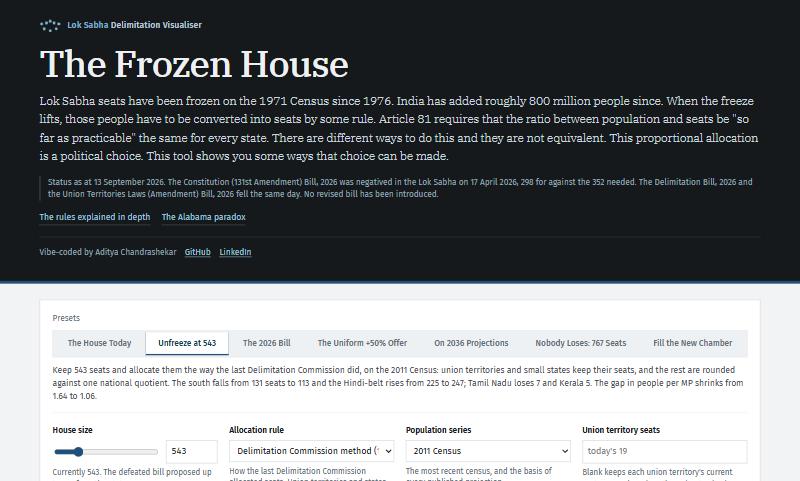 Lok Sabha Delimitation Visualiser
The Frozen House
Lok Sabha seats have been frozen on the 1971 Census since 1976. India has added roughly 800 million people since. When the freeze
lifts, those people have to be converted into seats by some rule. Article 81 requires that the ratio between population and seats be "so
far as practicable" the same for every state. There are different ways to do this and they are not equivalent. This proportional allocation
is a political choice. This tool shows you some ways that choice can be made.
Status as at 13 September 2026. The Constitution (131st Amendment) Bill, 2026 was negatived in the Lok Sabha on 17 April 2026, 298 for against the 352 needed. The Delimitation Bill, 2026 and
the Union Territories Laws (Amendment) Bill, 2026 fell the same day. No revised bill has been introduced.
The rules explained in depth The Alabama paradox
Vibe-coded by Aditya Chandrashekar GitHub LinkedIn
Presets
The House Today Unfreeze at 543 The 2026 Bill The Uniform +50% Offer On 2036 Projections Nobody Loses: 767 Seats Fill the New Chamber
Keep 543 seats and allocate them the way the last Delimitation Commission did, on the 2011 Census: union territories and small states keep their seats, and the rest are rounded
against one national quotient. The south falls from 131 seats to 113 and the Hindi-belt rises from 225 to 247; Tamil Nadu loses 7 and Kerala 5. The gap in people per MP shrinks from
1.64 to 1.06.
House size Allocation rule Population series Union territory seats
543 Delimitation Commission method ( 2011 Census today's 19
Currently 543. The defeated bill proposed up How the last Delimitation Commission The most recent census, and the basis of Blank keeps each union territory's current